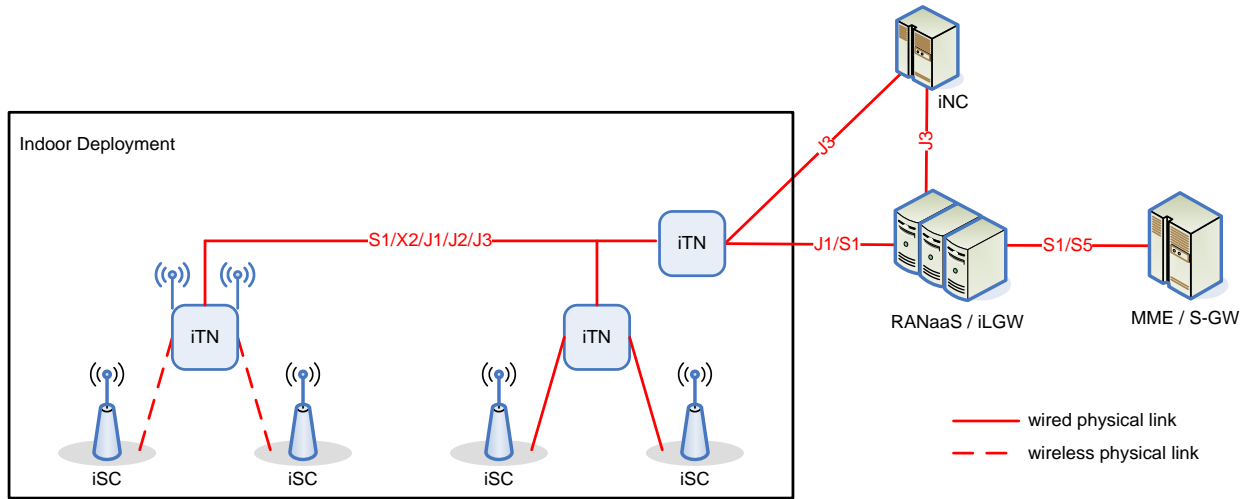 iNC
Indoor Deployment
J3
J3
S1/X2/J1/J2/J3
iTN
J1/S1
S1/S5
RANaaS / iLGW
MME / S-GW
iTN
iTN
wired physical link
wireless physical link
iSC
iSC
iSC
iSC